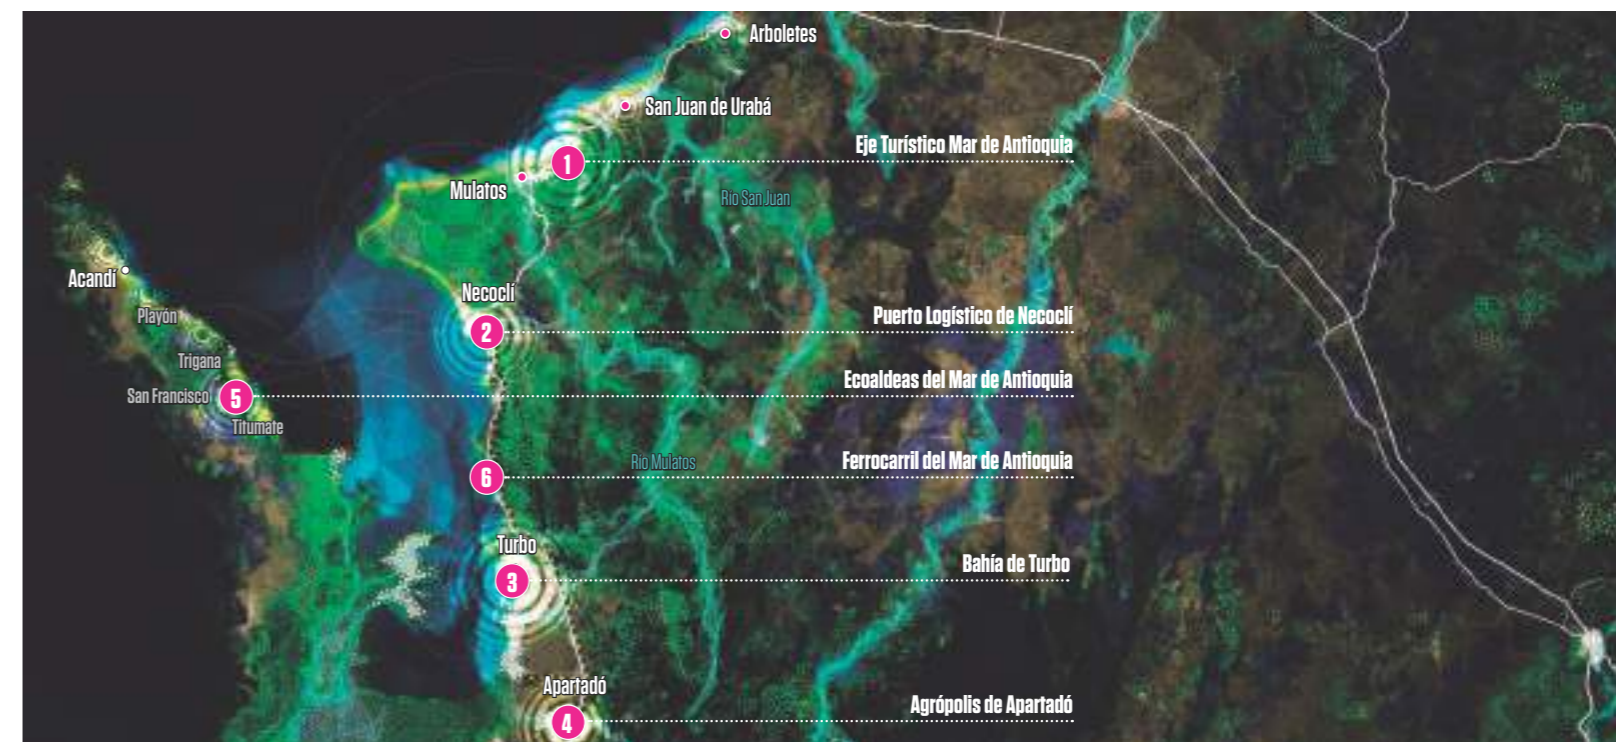 Arboletes
San Juan de Urabá
1
Eje Turístico Mar de Antioquia
Mulatos
Rio San Juan
Acandí
Necoclí
Playón
2
Puerto Logístico de Necoclí
Trigana
San Francisco
5
Ecoaldeas del Mar de Antioquia
Titumate
6
Rio Mulatos
Ferrocarril del Mar de Antioquia
Turbo
3
Bahía de Turbo
Apartadó
4
Agrópolis de Apartadó